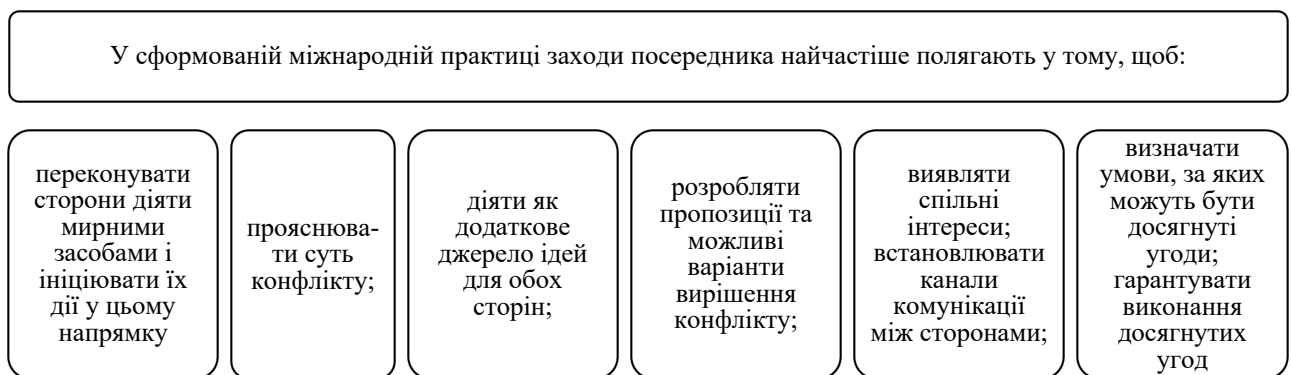 У сформованій міжнародній практиці заходи посередника найчастіше полягають у тому, щоб:
переконувати
сторони діяти
мирними
засобами і
ініціювати їх
дії у цьому
напрямку
прояснюва-
ти суть
конфлікту;
діяти як
додаткове
джерело ідей
для обох
сторін;
розробляти
пропозиції та
можливі
варіанти
вирішення
конфлікту;
виявляти
спільні
інтереси;
встановлювати
канали
комунікації
між сторонами;
визначати
умови, за яких
можуть бути
досягнуті
угоди;
гарантувати
виконання
досягнутих
угод